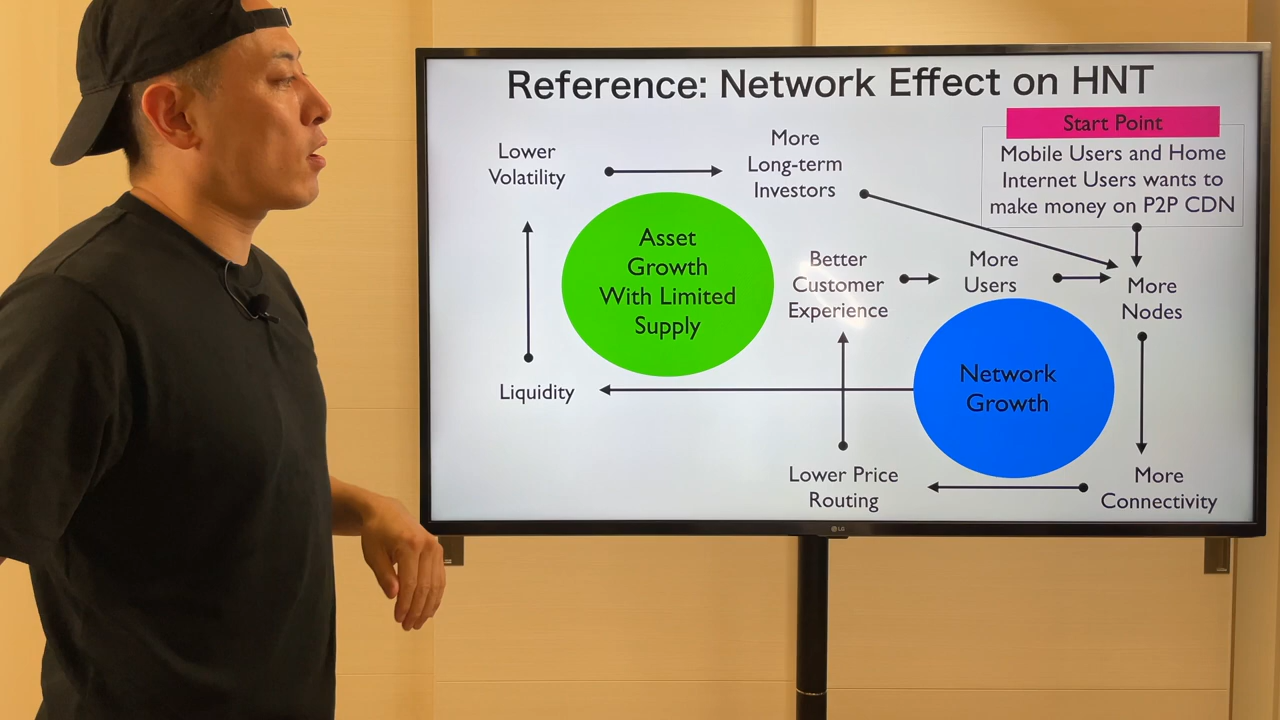 Reference: Network Effect on HNT
Start Point
Mobile Users and Home
Internet Users wants to
make money on P2P CDN
Lower
Volatility
More
Long-term
Investors
Asset
Growth
With Limited
Supply
Better
Customer
Experience
More
Users
More
Nodes
Network
Growth
Liquidity
Lower Price
Routing
More
Connectivity
LG